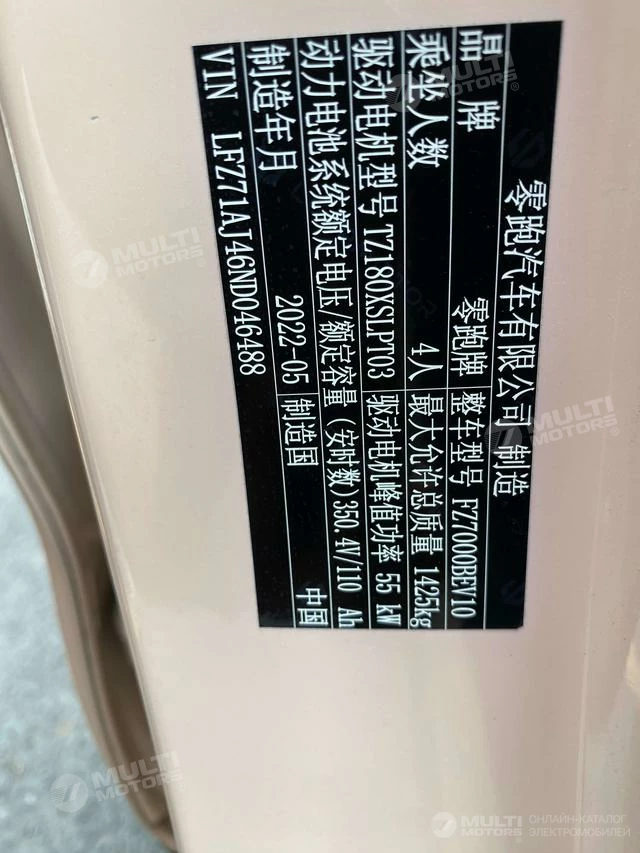 零跑汽车有限公司 制造
品牌 零跑牌 整车型号 FZ7000BEV10
乘坐人数 4人 最大允许总质量 1425kg
驱动电机型号 TZ180XSLPT03 驱动电机峰值功率 55 kW
动力电池系统额定电压/额定容量(安时数)350.4V/110 Ah
制造年月 2022-05 制造国 中国
VIN LFZ71AJ46ND046488
MULTI MOTORS
MULTI MOTORS
MULTI MOTORS
MULTI MOTORS
MULTI MOTORS
ОНЛАЙН-КАТАЛОГ
ЭЛЕКТРОМОБИЛЕЙ